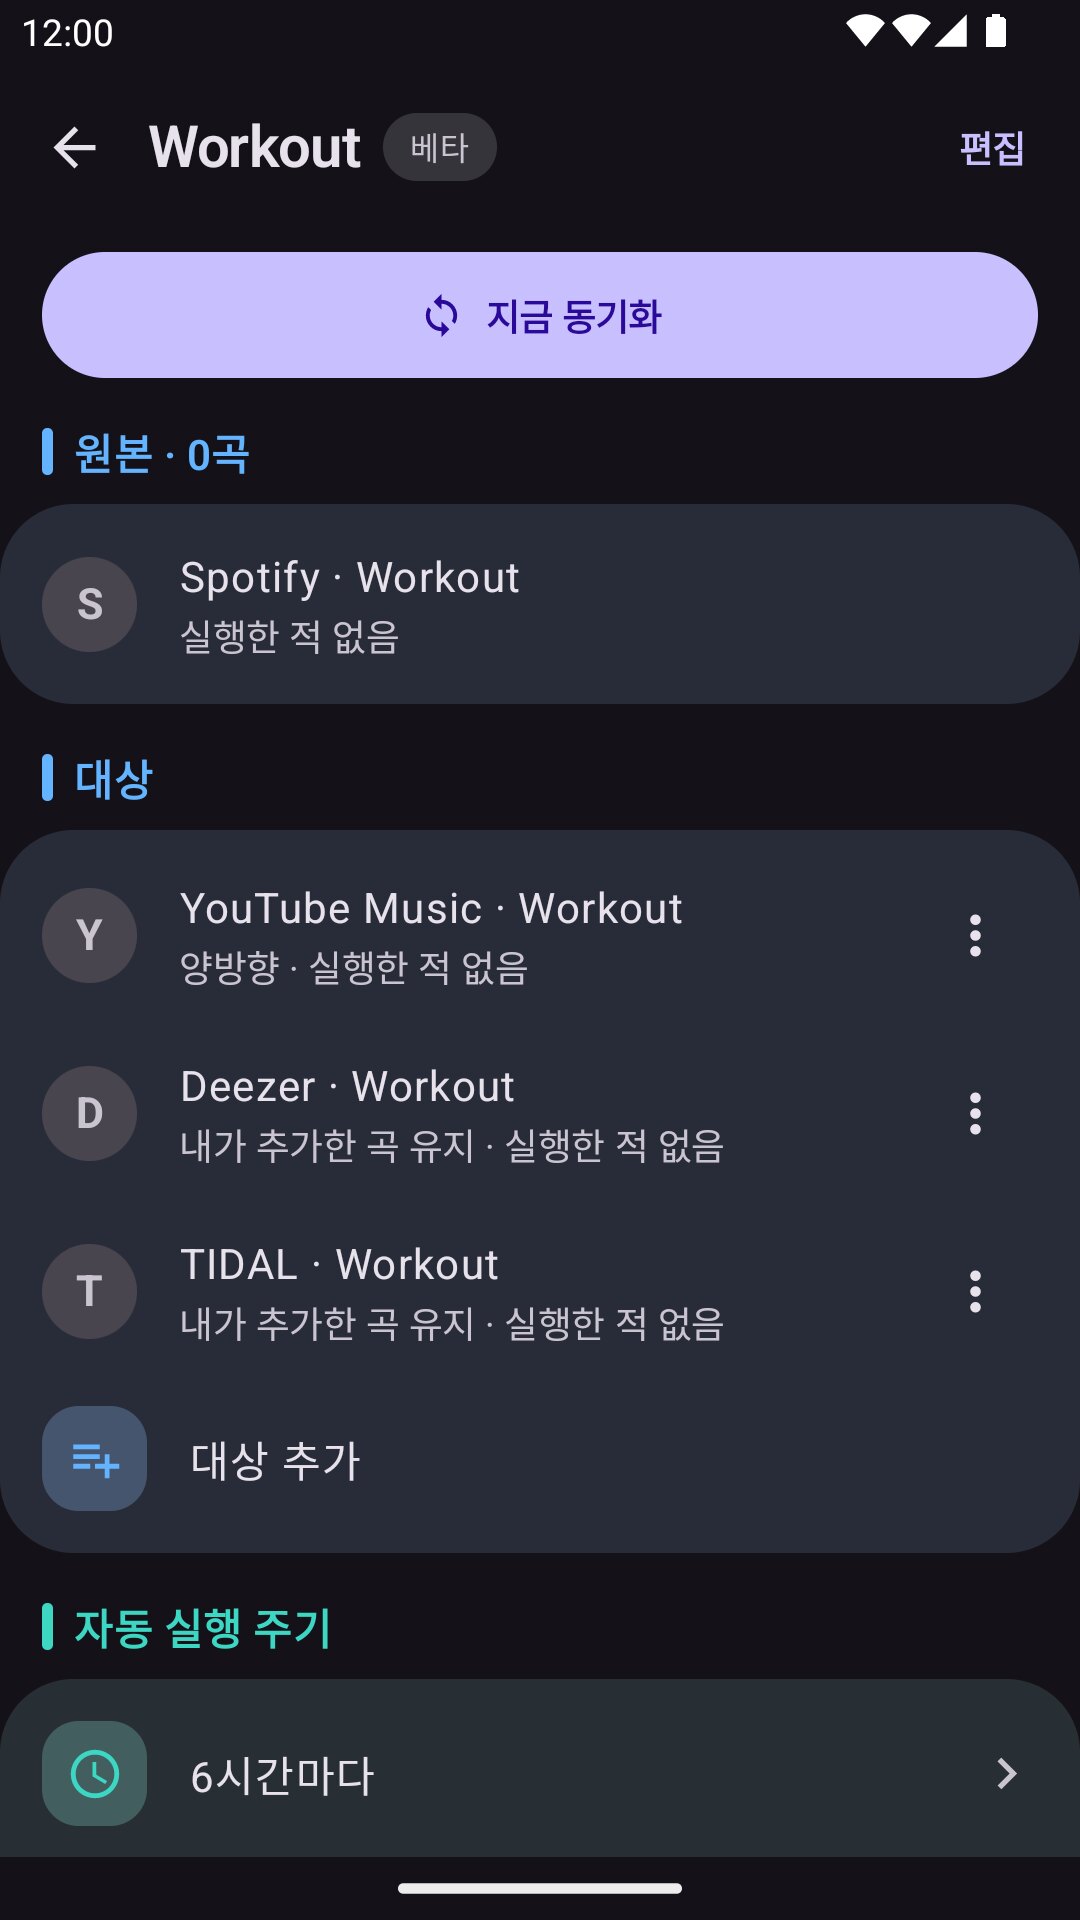 12:00
Workout
베타
편집
지금 동기화
원본 · 0곡
S
Spotify · Workout
실행한 적 없음
대상
Y
YouTube Music · Workout
양방향 · 실행한 적 없음
D
Deezer · Workout
내가 추가한 곡 유지 · 실행한 적 없음
T
TIDAL · Workout
내가 추가한 곡 유지 · 실행한 적 없음
대상 추가
자동 실행 주기
6시간마다